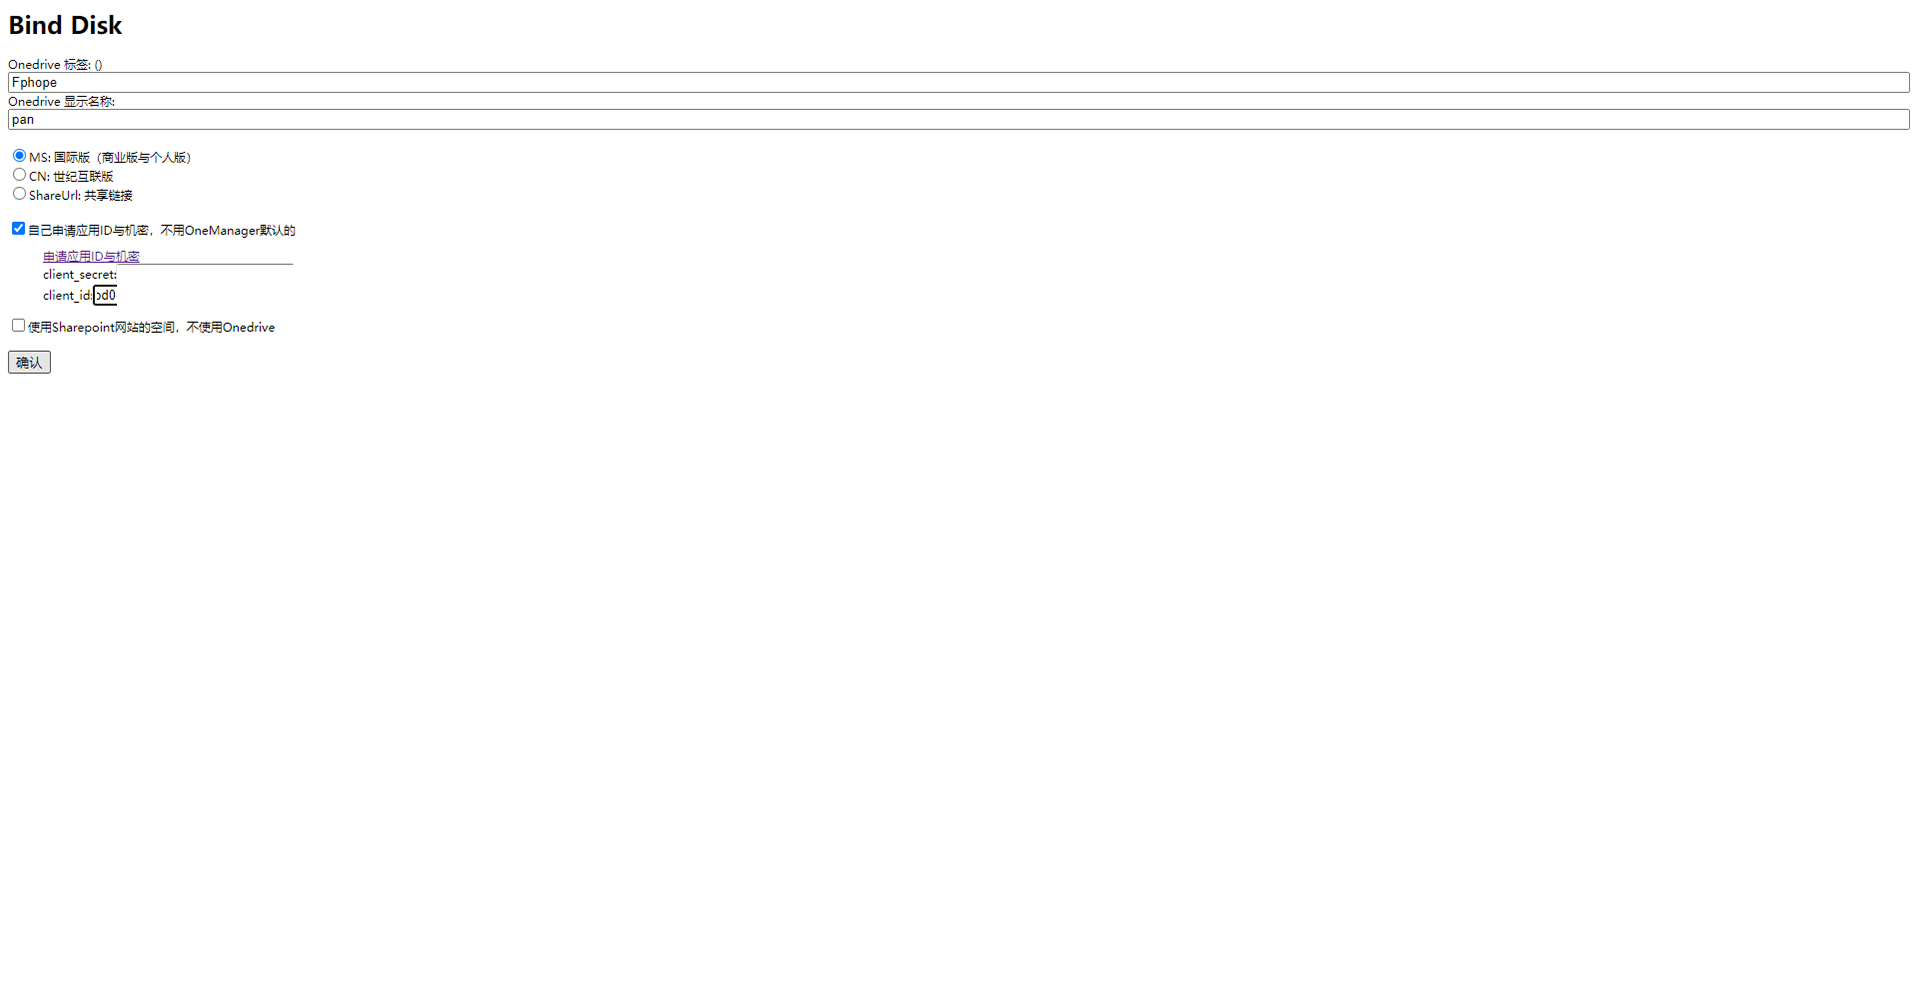 Bind Disk
Onedrive 标签: ()
Fphope
Onedrive 显示名称:
pan
MS: 国际版（商业版与个人版）
CN: 世纪互联版
ShareUrl: 共享链接
自己申请应用ID与机密，不用OneManager默认的
申请应用ID与机密
client_secret:
client_id:
使用Sharepoint网站的空间，不使用Onedrive
确认